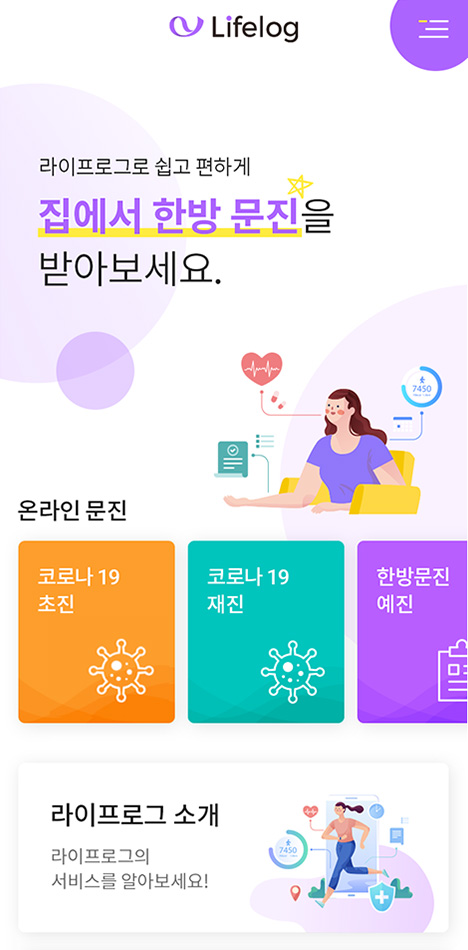 Lifelog
라이프로그로 쉽고 편하게
집에서 한방 문진을
받아보세요.
7450
온라인 문진
코로나 19
초진
코로나 19
재진
한방문진
예진
라이프로그 소개
라이프로그의
서비스를 알아보세요!
7450